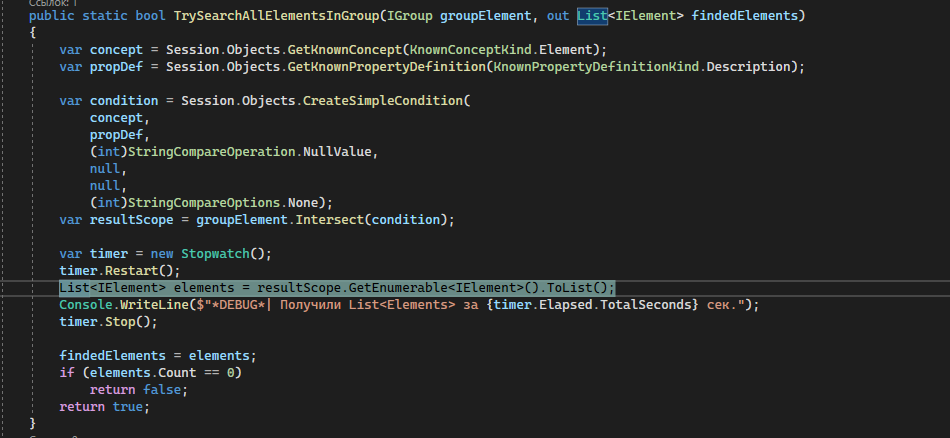 Ссылок: 1
public static bool TrySearchAllElementsInGroup(IGroup groupElement, out List<IElement> findedElements)
{
    var concept = Session.Objects.GetKnownConcept(KnownConceptKind.Element);
    var propDef = Session.Objects.GetKnownPropertyDefinition(KnownPropertyDefinitionKind.Description);

    var condition = Session.Objects.CreateSimpleCondition(
        concept,
        propDef,
        (int)StringCompareOperation.NullValue,
        null,
        null,
        (int)StringCompareOptions.None);
    var resultScope = groupElement.Intersect(condition);

    var timer = new Stopwatch();
    timer.Restart();
    List<IElement> elements = resultScope.GetEnumerable<IElement>().ToList();
    Console.WriteLine($"*DEBUG*| Получили List<Elements> за {timer.Elapsed.TotalSeconds} сек.");
    timer.Stop();

    findedElements = elements;
    if (elements.Count == 0)
        return false;
    return true;
}